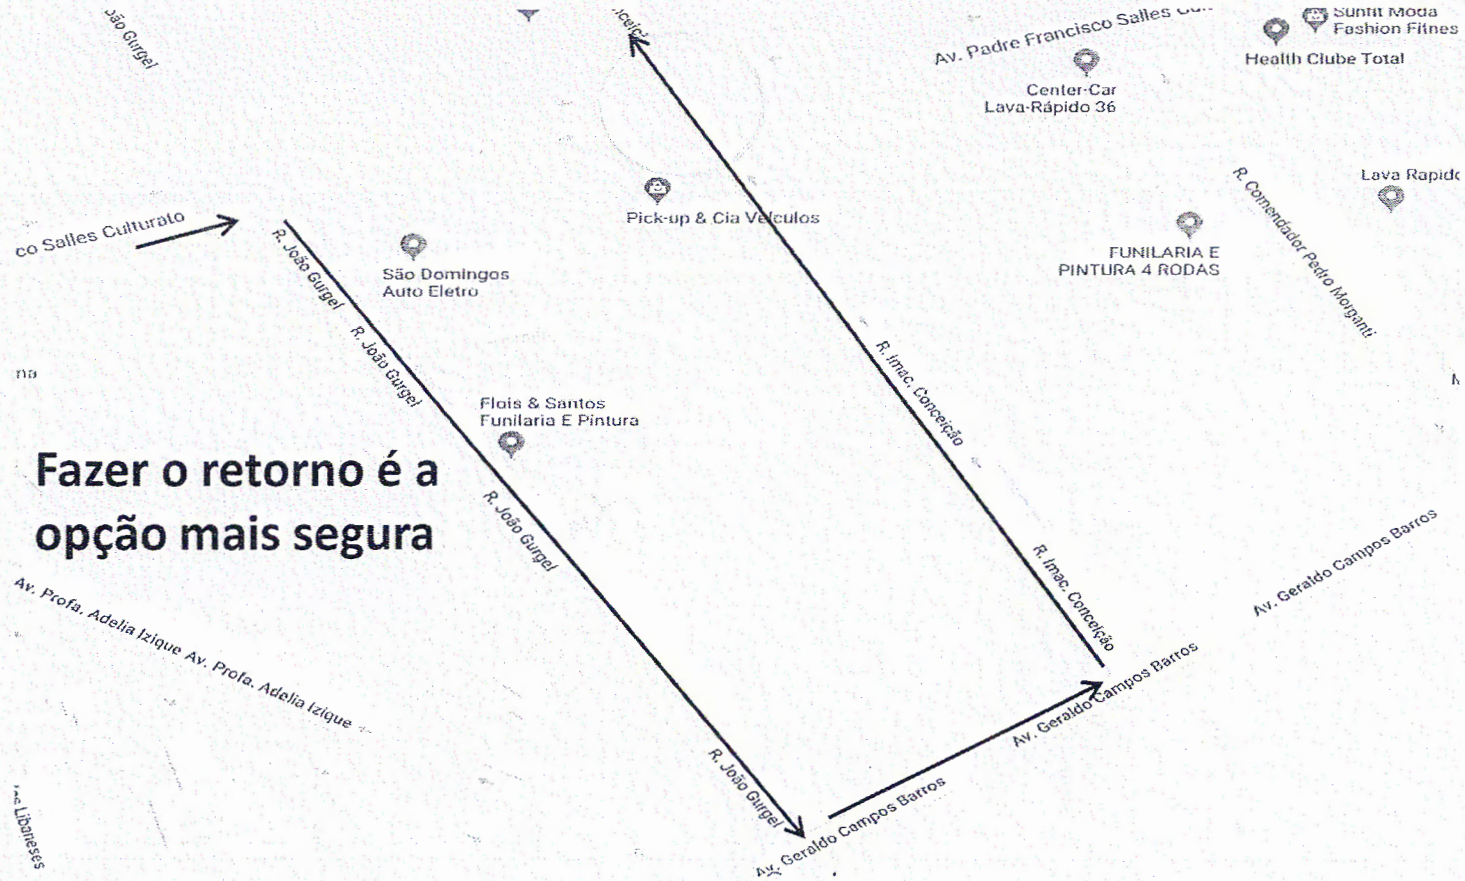 João Gurgel
Av. Padre Francisco Salles
Sunfit Moda
Fashion Fitnes
Health Clube Total
Center-Car
Lava-Rápido 36
Lava Rapido
R. Comendador Pedro Morganti
Pick-up & Cia Veículos
FUNILARIA E
PINTURA 4 RODAS
co Salles Culturato
R. João Gurgel
São Domingos
Auto Eletro
R. João Gurgel
R. Imac. Conceição
na
Flois & Santos
Funilaria E Pintura
Fazer o retorno é a
opção mais segura
R. João Gurgel
R. Imac. Conceição
Av. Geraldo Campos Barros
Av. Profa. Adelia Izique Av. Profa. Adelia Izique
Av. Geraldo Campos Barros
R. João Gurgel
Av. Geraldo Campos Barros
Libaneses